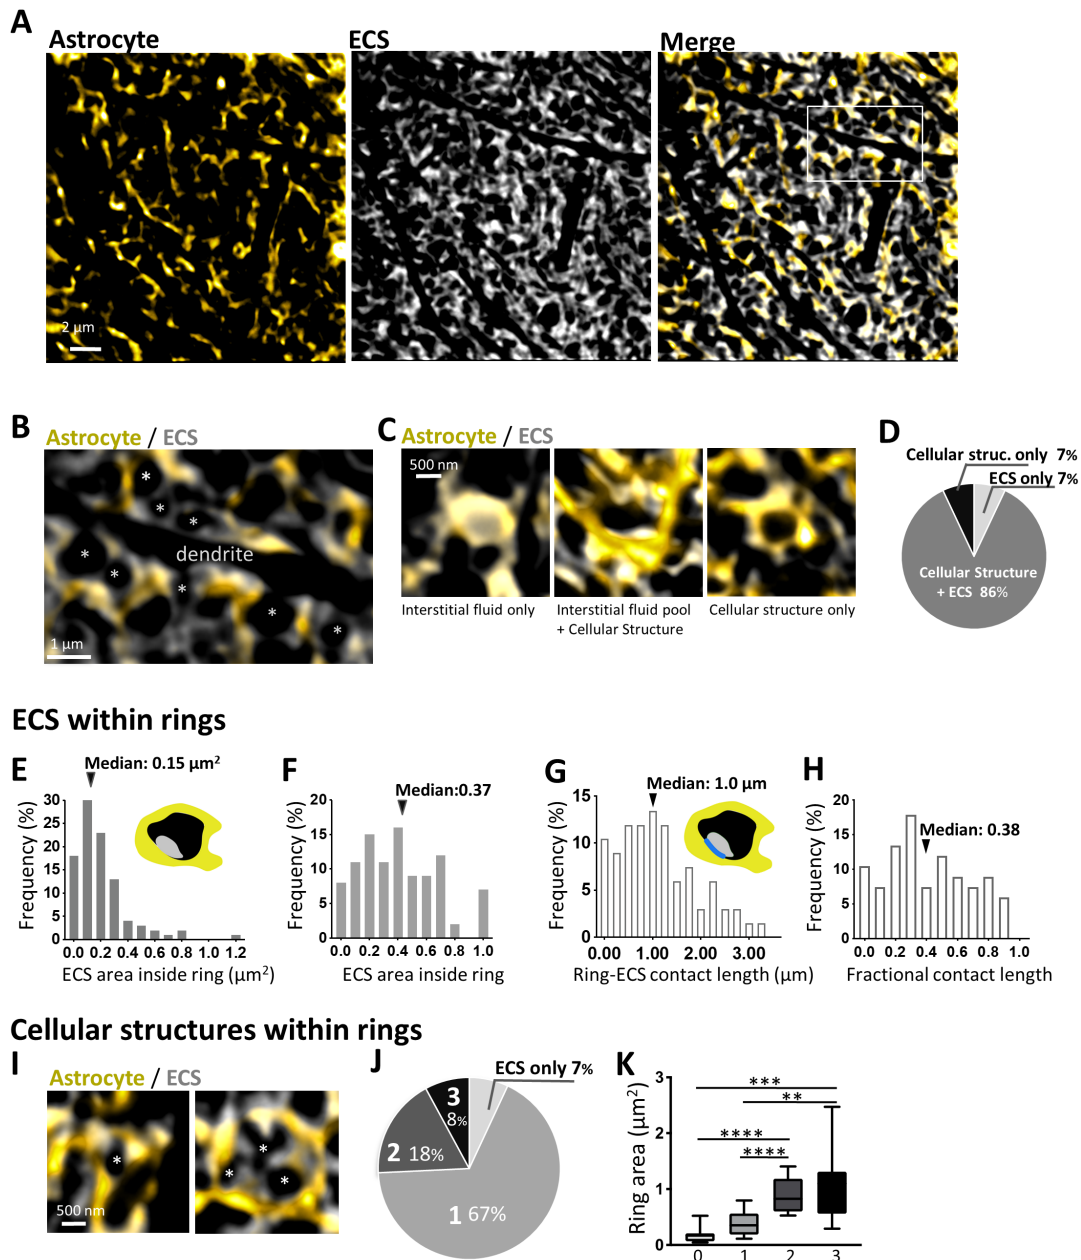 A
Astrocyte
ECS
Merge
2 µm
B
Astrocyte / ECS
*
*
*
*
*
*
*
*
dendrite
1 µm
C
Astrocyte / ECS
500 nm
Interstitial fluid only
Interstitial fluid pool
+ Cellular Structure
Cellular structure only
D
Cellular struc. only 7%
ECS only 7%
Cellular Structure
+ ECS 86%
ECS within rings
E
Median: 0.15 µm²
Frequency (%)
30
25
20
15
10
5
0
0.0 0.2 0.4 0.6 0.8 1.0 1.2
ECS area inside ring (µm²)
F
Median:0.37
Frequency (%)
20
15
10
5
0
0.0 0.2 0.4 0.6 0.8 1.0
ECS area inside ring
G
Median: 1.0 µm
Frequency (%)
15
10
5
0
0.00 1.00 2.00 3.00
Ring-ECS contact length (µm)
H
Median: 0.38
Frequency (%)
20
15
10
5
0
0.0 0.2 0.4 0.6 0.8 1.0
Fractional contact length
Cellular structures within rings
I
Astrocyte / ECS
*
*
*
*
500 nm
J
ECS only 7%
3
8%
2 18%
1 67%
K
Ring area (µm²)
3
2
1
0
***
**
****
****
0 1 2 3